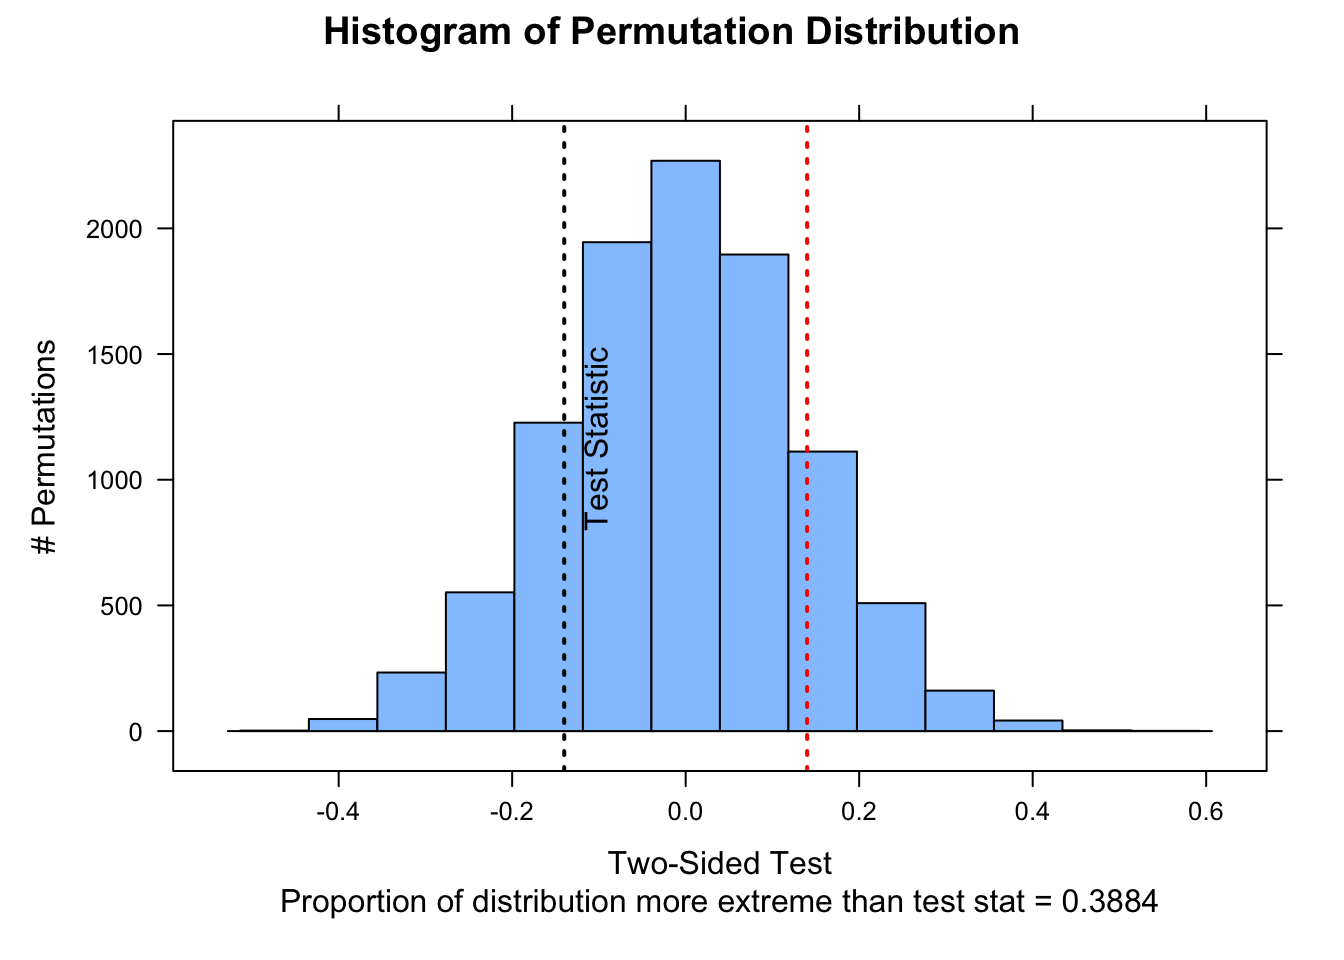 Histogram of Permutation Distribution
# Permutations
2000
1500
1000
500
0
Test Statistic
-0.4 -0.2 0.0 0.2 0.4 0.6
Two-Sided Test
Proportion of distribution more extreme than test stat = 0.3884